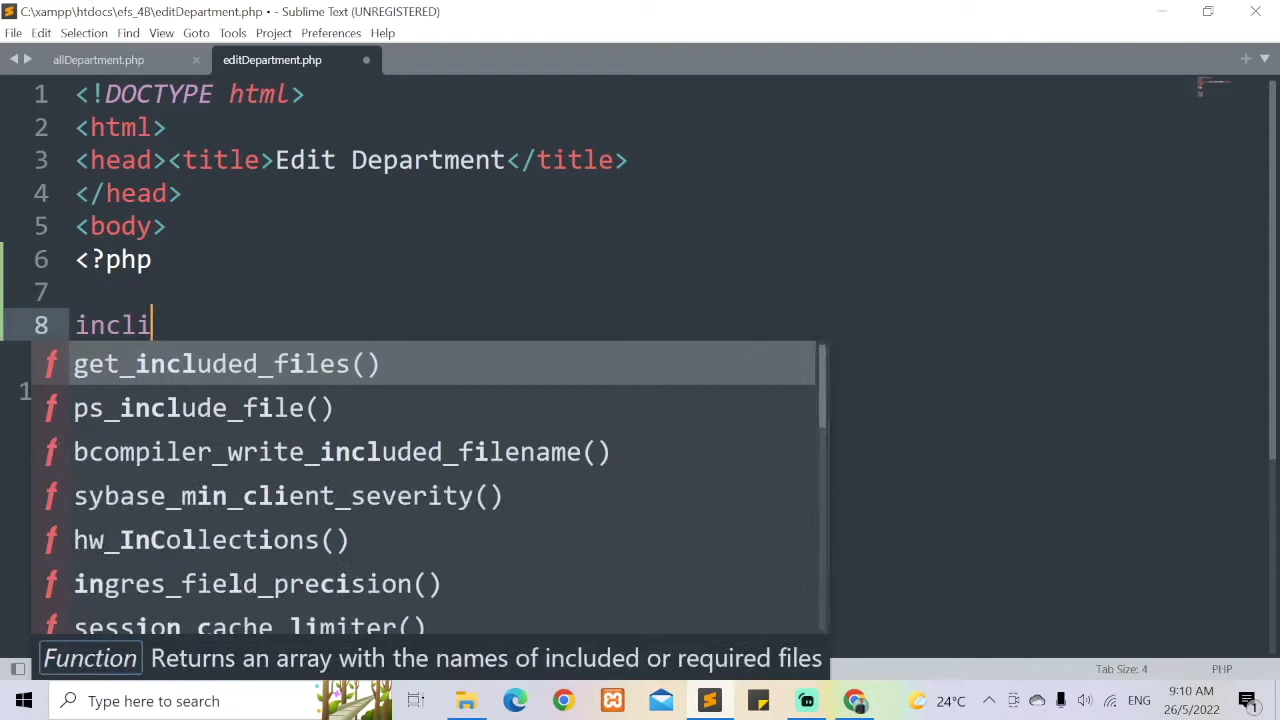 C:\xampp\htdocs\efs_4B\editDepartment.php • - Sublime Text (UNREGISTERED)
File Edit Selection Find View Goto Tools Project Preferences Help
allDepartment.php × editDepartment.php
1 <!DOCTYPE html>
2 <html>
3 <head><title>Edit Department</title>
4 </head>
5 <body>
6 <?php
7
8 incli
f get_included_files()
1
f ps_include_file()
f bcompiler_write_included_filename()
f sybase_min_client_severity()
f hw_InCollections()
f ingres_field_precision()
session_cache_limiter()
Function Returns an array with the names of included or required files
Tab Size: 4 PHP
Type here to search
24°C ENG 9:10 AM
26/5/2022
1